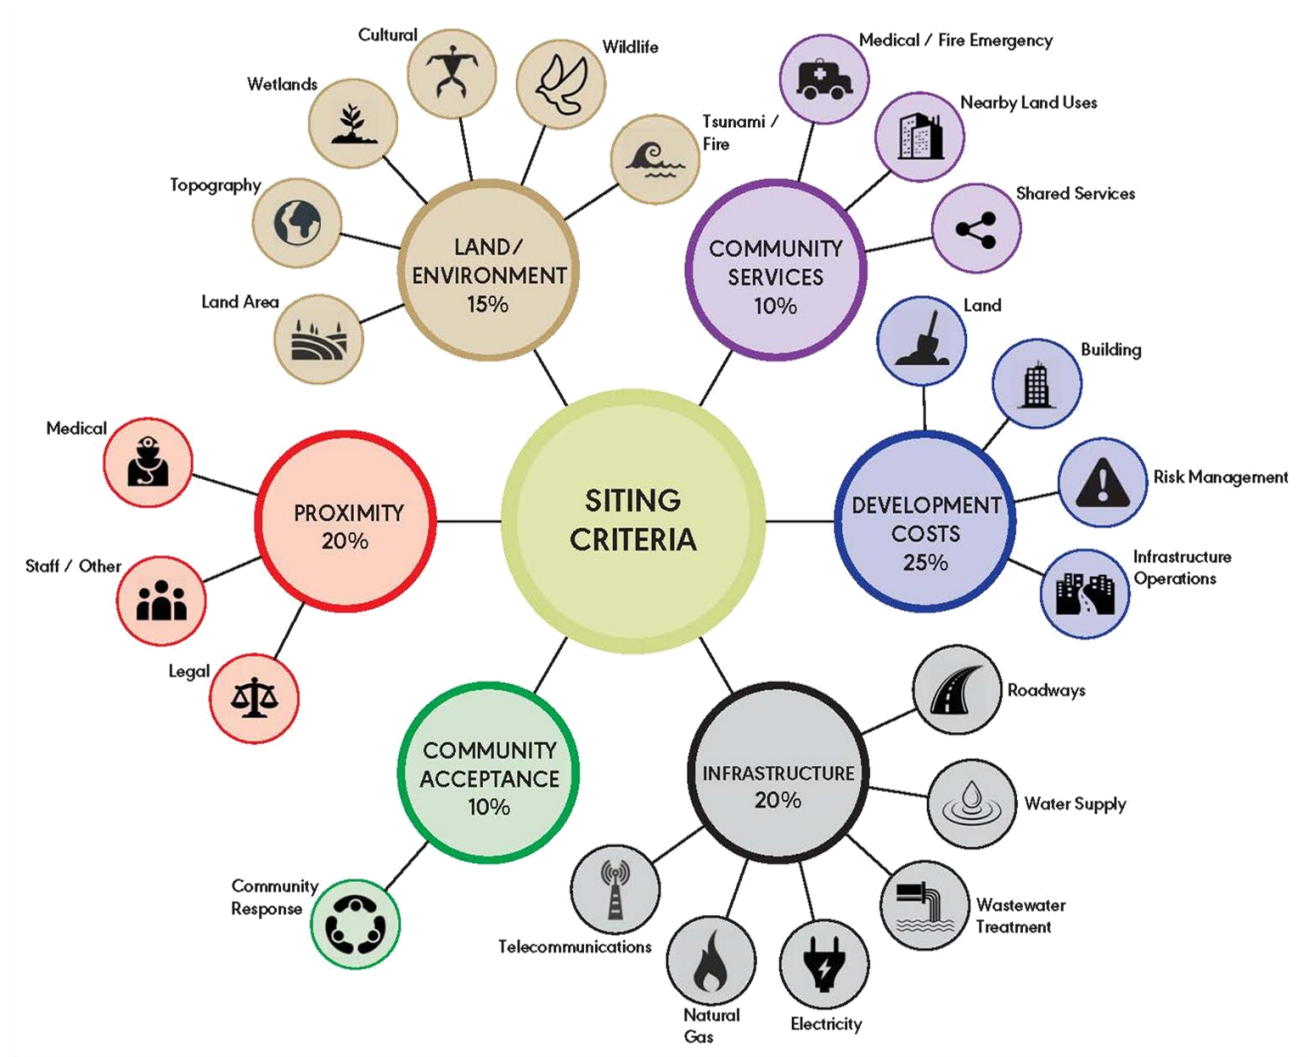 Cultural
Wildlife
Wetlands
Tsunami /
Fire
Topography
Land Area
LAND/
ENVIRONMENT
15%
Medical / Fire Emergency
Nearby Land Uses
Shared Services
COMMUNITY
SERVICES
10%
Land
Building
Risk Management
Infrastructure
Operations
DEVELOPMENT
COSTS
25%
SITING
CRITERIA
Medical
Staff / Other
Legal
PROXIMITY
20%
COMMUNITY
ACCEPTANCE
10%
Community
Response
INFRASTRUCTURE
20%
Roadways
Water Supply
Wastewater
Treatment
Electricity
Natural
Gas
Telecommunications